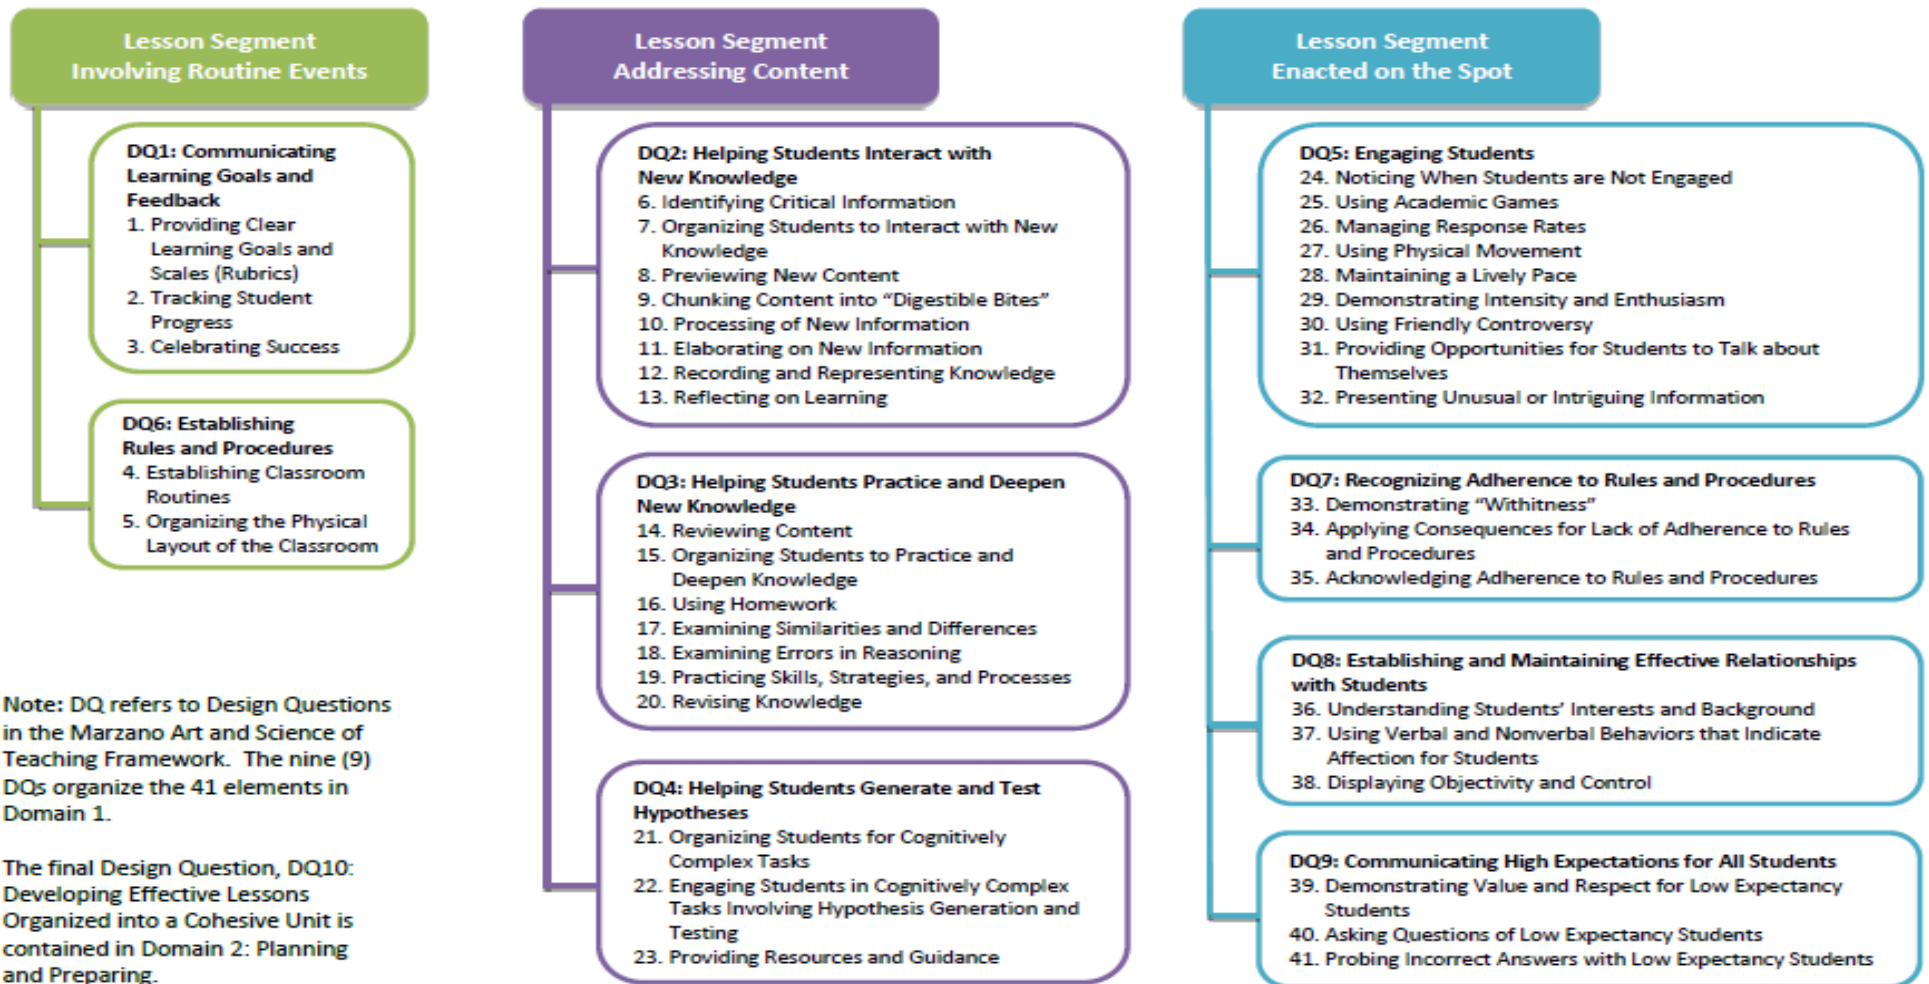 Lesson Segment
Involving Routine Events
DQ1: Communicating
Learning Goals and
Feedback
1. Providing Clear
Learning Goals and
Scales (Rubrics)
2. Tracking Student
Progress
3. Celebrating Success
DQ6: Establishing
Rules and Procedures
4. Establishing Classroom
Routines
5. Organizing the Physical
Layout of the Classroom
Note: DQ refers to Design Questions
in the Marzano Art and Science of
Teaching Framework. The nine (9)
DQs organize the 41 elements in
Domain 1.
The final Design Question, DQ10:
Developing Effective Lessons
Organized into a Cohesive Unit is
contained in Domain 2: Planning
and Preparing.
Lesson Segment
Addressing Content
DQ2: Helping Students Interact with
New Knowledge
6. Identifying Critical Information
7. Organizing Students to Interact with New
Knowledge
8. Previewing New Content
9. Chunking Content into “Digestible Bites”
10. Processing of New Information
11. Elaborating on New Information
12. Recording and Representing Knowledge
13. Reflecting on Learning
DQ3: Helping Students Practice and Deepen
New Knowledge
14. Reviewing Content
15. Organizing Students to Practice and
Deepen Knowledge
16. Using Homework
17. Examining Similarities and Differences
18. Examining Errors in Reasoning
19. Practicing Skills, Strategies, and Processes
20. Revising Knowledge
DQ4: Helping Students Generate and Test
Hypotheses
21. Organizing Students for Cognitively
Complex Tasks
22. Engaging Students in Cognitively Complex
Tasks Involving Hypothesis Generation and
Testing
23. Providing Resources and Guidance
Lesson Segment
Enacted on the Spot
DQ5: Engaging Students
24. Noticing When Students are Not Engaged
25. Using Academic Games
26. Managing Response Rates
27. Using Physical Movement
28. Maintaining a Lively Pace
29. Demonstrating Intensity and Enthusiasm
30. Using Friendly Controversy
31. Providing Opportunities for Students to Talk about
Themselves
32. Presenting Unusual or Intriguing Information
DQ7: Recognizing Adherence to Rules and Procedures
33. Demonstrating “Withitness”
34. Applying Consequences for Lack of Adherence to Rules
and Procedures
35. Acknowledging Adherence to Rules and Procedures
DQ8: Establishing and Maintaining Effective Relationships
with Students
36. Understanding Students’ Interests and Background
37. Using Verbal and Nonverbal Behaviors that Indicate
Affection for Students
38. Displaying Objectivity and Control
DQ9: Communicating High Expectations for All Students
39. Demonstrating Value and Respect for Low Expectancy
Students
40. Asking Questions of Low Expectancy Students
41. Probing Incorrect Answers with Low Expectancy Students